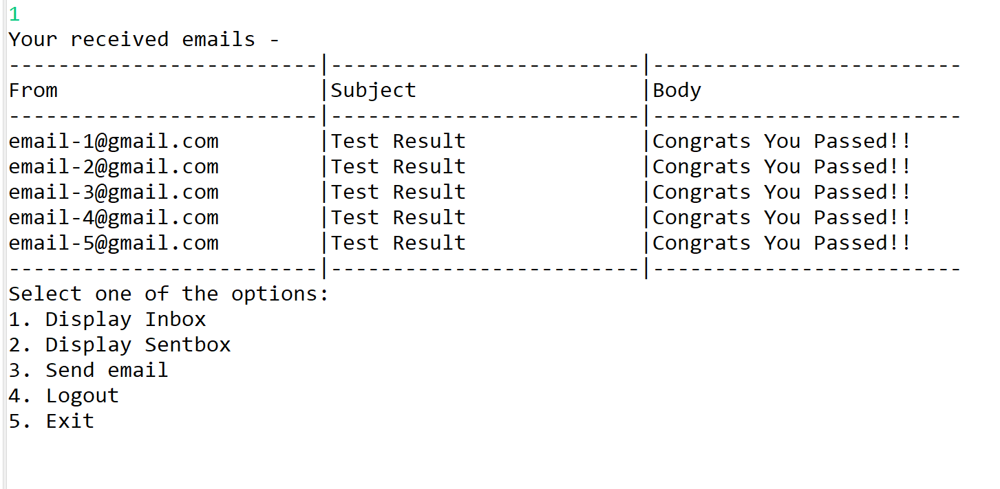 1
Your received emails -
-------------------------|-------------------------|-------------------------
From                     |Subject                  |Body
-------------------------|-------------------------|-------------------------
email-1@gmail.com        |Test Result              |Congrats You Passed!!
email-2@gmail.com        |Test Result              |Congrats You Passed!!
email-3@gmail.com        |Test Result              |Congrats You Passed!!
email-4@gmail.com        |Test Result              |Congrats You Passed!!
email-5@gmail.com        |Test Result              |Congrats You Passed!!
-------------------------|-------------------------|-------------------------
Select one of the options:
1. Display Inbox
2. Display Sentbox
3. Send email
4. Logout
5. Exit